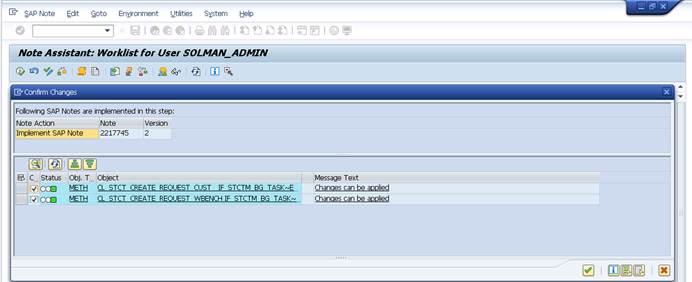 SAP Note Edit Goto Environment Utilities System Help
Note Assistant: Worklist for User SOLMAN_ADMIN
Confirm Changes
Following SAP Notes are implemented in this step:
Note Action Note Version
Implement SAP Note 2217745 2
C.. Status Obj. T... Object Message Text
METH CL_STCT_CREATE_REQUEST_CUST IF_STCTM_BG_TASK~E Changes can be applied
METH CL_STCT_CREATE_REQUEST_WBENCH IF_STCTM_BG_TASK~ Changes can be applied